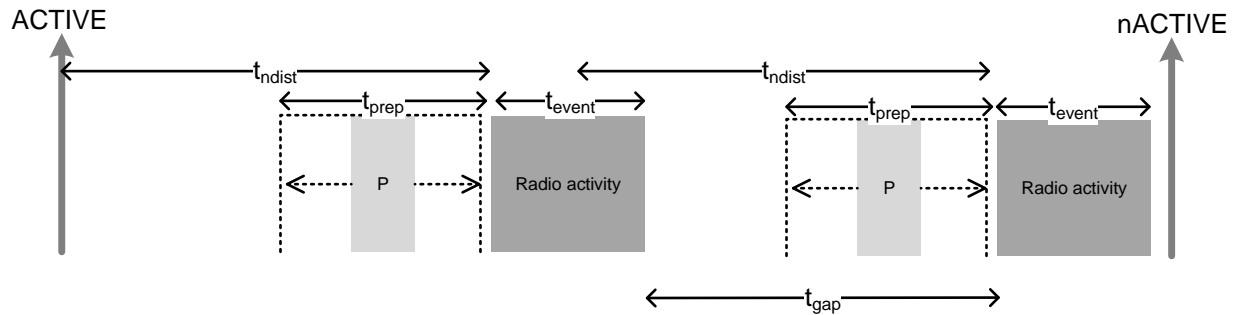 ACTIVE
nACTIVE
tndist
tndist
tprep
tevent
tprep
tevent
P
Radio activity
P
Radio activity
tgap